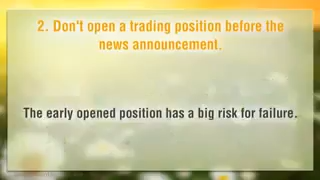 2. Don't open a trading position before the
news announcement.
The early opened position has a big risk for failure.